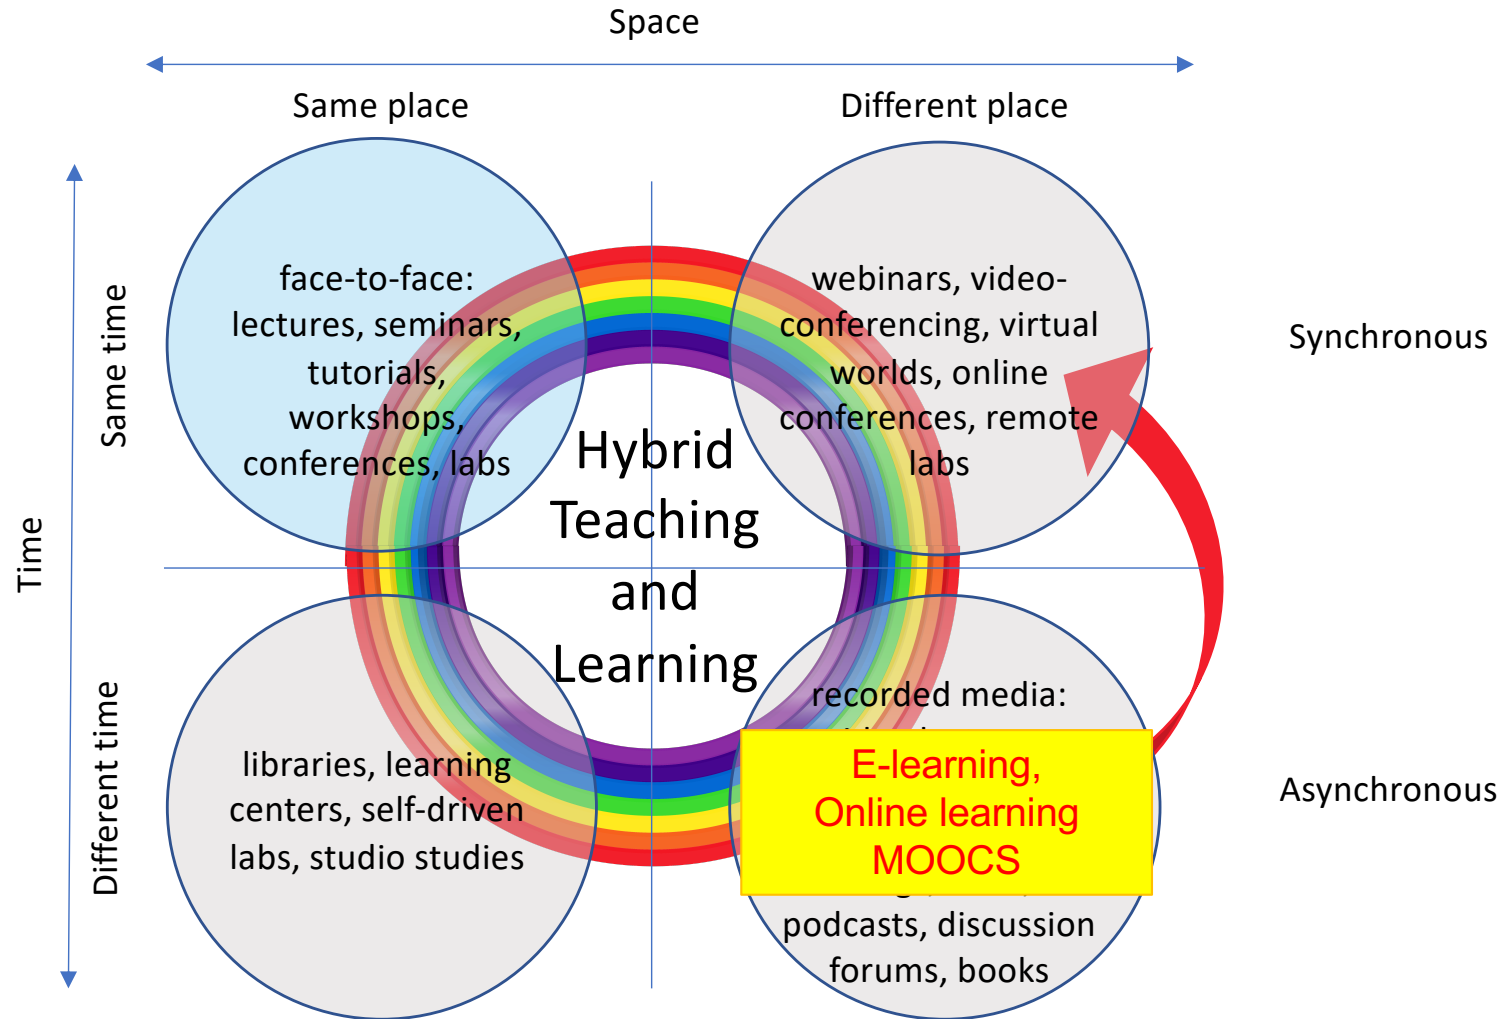 Space
Same place
Different place
Time
Same time
Different time
face-to-face:
lectures, seminars,
tutorials,
workshops,
conferences, labs
webinars, video-
conferencing, virtual
worlds, online
conferences, remote
labs
Synchronous
Hybrid
Teaching
and
Learning
libraries, learning
centers, self-driven
labs, studio studies
recorded media:
E-learning,
Online learning
MOOCS
podcasts, discussion
forums, books
Asynchronous